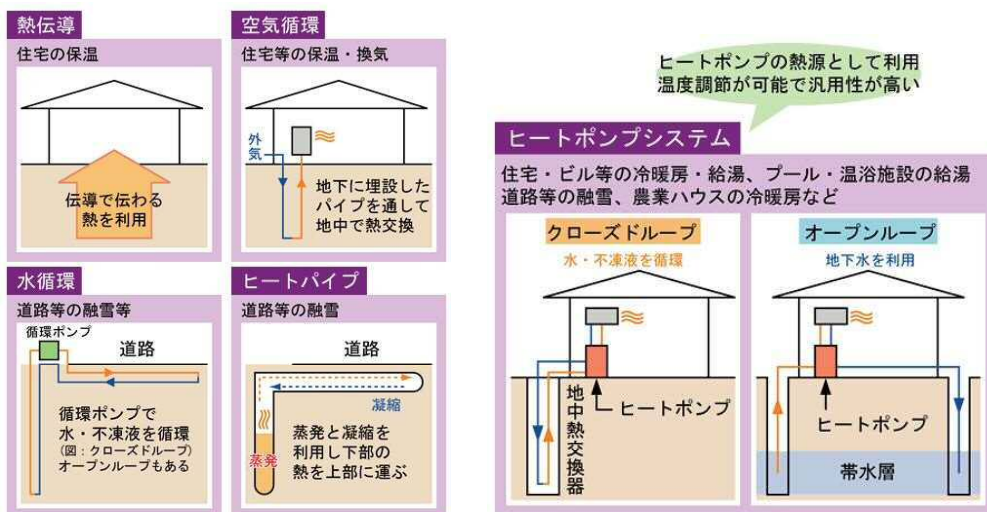 熱伝導
住宅の保温
伝導で伝わる
熱を利用
空気循環
住宅等の保温・換気
外気
地下に埋設した
パイプを通して
地中で熱交換
水循環
道路等の融雪等
循環ポンプ
道路
循環ポンプで
水・不凍液を循環
(図:クローズドループ)
オープンループもある
ヒートパイプ
道路等の融雪
道路
凝縮
蒸発
蒸発と凝縮を
利用し下部の
熱を上部に運ぶ
ヒートポンプの熱源として利用
温度調節が可能で汎用性が高い
ヒートポンプシステム
住宅・ビル等の冷暖房・給湯、プール・温浴施設の給湯
道路等の融雪、農業ハウスの冷暖房など
クローズドループ
水・不凍液を循環
ヒートポンプ
地中熱交換器
オープンループ
地下水を利用
ヒートポンプ
帯水層